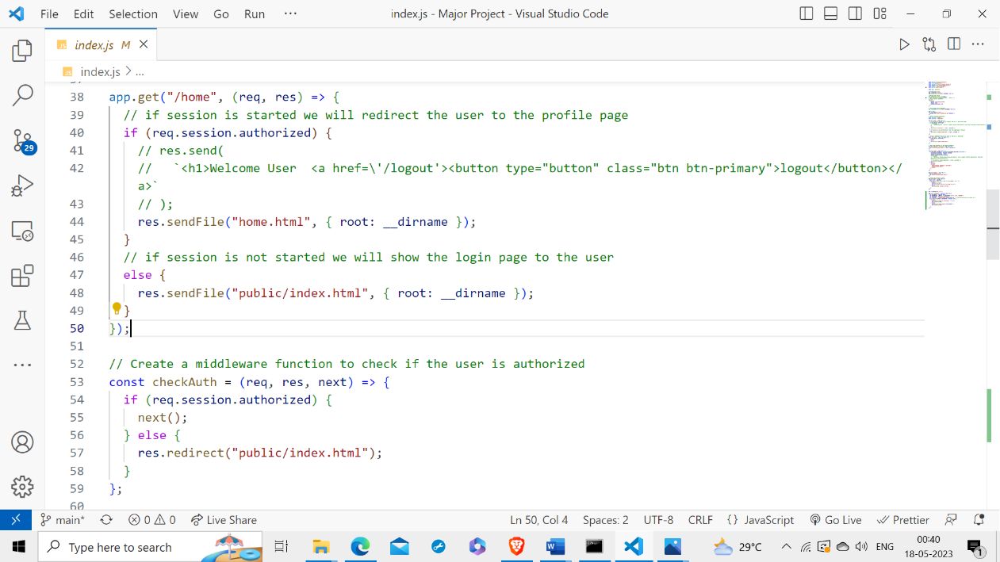 File Edit Selection View Go Run ··· index.js - Major Project - Visual Studio Code
index.js M
index.js > ...
38 app.get("/home", (req, res) => {
39 // if session is started we will redirect the user to the profile page
40 if (req.session.authorized) {
41 // res.send(
42 // `<h1>Welcome User <a href=\'/logout'><button type="button" class="btn btn-primary">logout</button></
a>`
43 // );
44 res.sendFile("home.html", { root: __dirname });
45 }
46 // if session is not started we will show the login page to the user
47 else {
48 res.sendFile("public/index.html", { root: __dirname });
49 }
50 });
51
52 // Create a middleware function to check if the user is authorized
53 const checkAuth = (req, res, next) => {
54 if (req.session.authorized) {
55 next();
56 } else {
57 res.redirect("public/index.html");
58 }
59 };
60
29
main* 0 0 Live Share Ln 50, Col 4 Spaces: 2 UTF-8 CRLF {} JavaScript Go Live Prettier
Type here to search 29°C ENG 00:40
18-05-2023 1